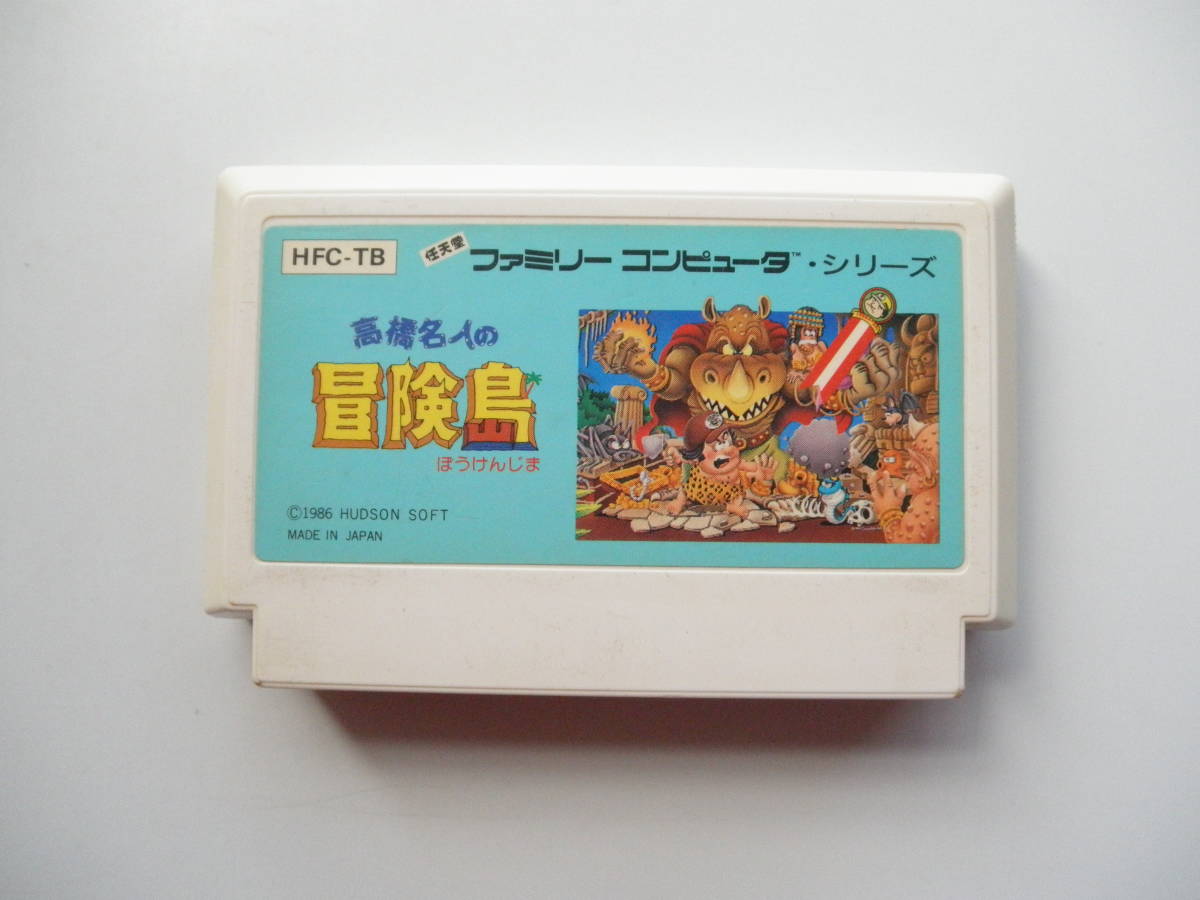 HFC-TB
任天堂 ファミリー コンピュータ™・シリーズ
高橋名人の
冒険島
ぼうけんじま
©1986 HUDSON SOFT
MADE IN JAPAN